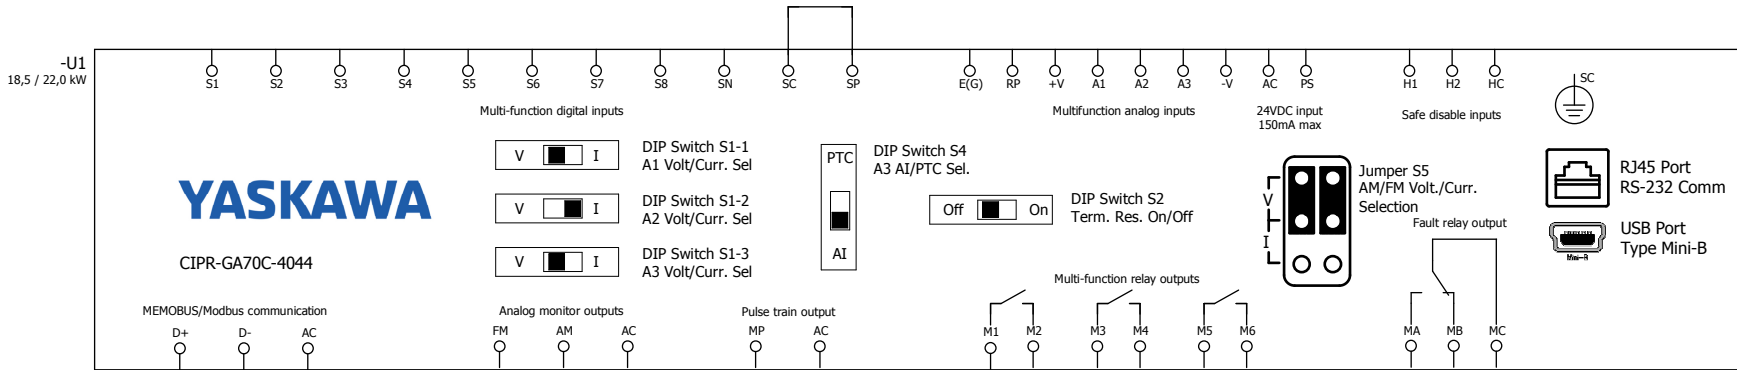 -U1
18,5 / 22,0 kW
S1 S2 S3 S4 S5 S6 S7 S8 SN SC SP E(G) RP +V A1 A2 A3 -V AC PS H1 H2 HC
SC
Multi-function digital inputs
Multifunction analog inputs
24VDC input
150mA max
Safe disable inputs
V I
DIP Switch S1-1
A1 Volt/Curr. Sel
V I
DIP Switch S1-2
A2 Volt/Curr. Sel
V I
DIP Switch S1-3
A3 Volt/Curr. Sel
PTC
AI
DIP Switch S4
A3 AI/PTC Sel.
Off On
DIP Switch S2
Term. Res. On/Off
V
I
Jumper S5
AM/FM Volt./Curr.
Selection
RJ45 Port
RS-232 Comm
Mini-B
USB Port
Type Mini-B
YASKAWA
CIPR-GA70C-4044
Fault relay output
Multi-function relay outputs
MEMOBUS/Modbus communication
Analog monitor outputs
Pulse train output
D+ D- AC FM AM AC MP AC M1 M2 M3 M4 M5 M6 MA MB MC